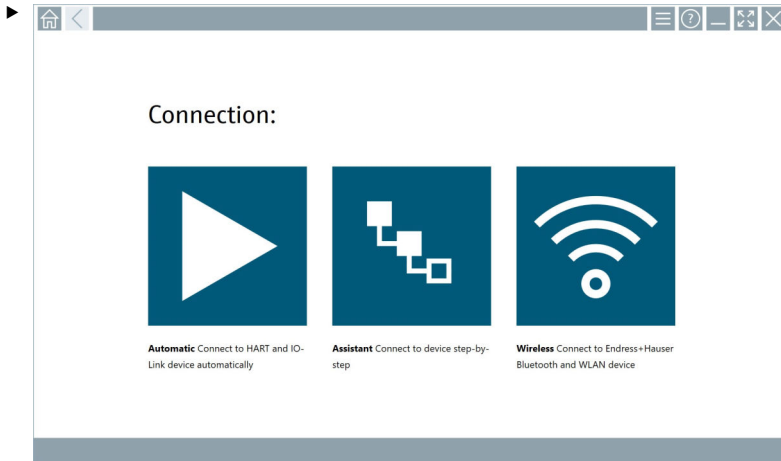 Connection:
Automatic Connect to HART and IO-
Link device automatically
Assistant Connect to device step-by-
step
Wireless Connect to Endress+Hauser
Bluetooth and WLAN device